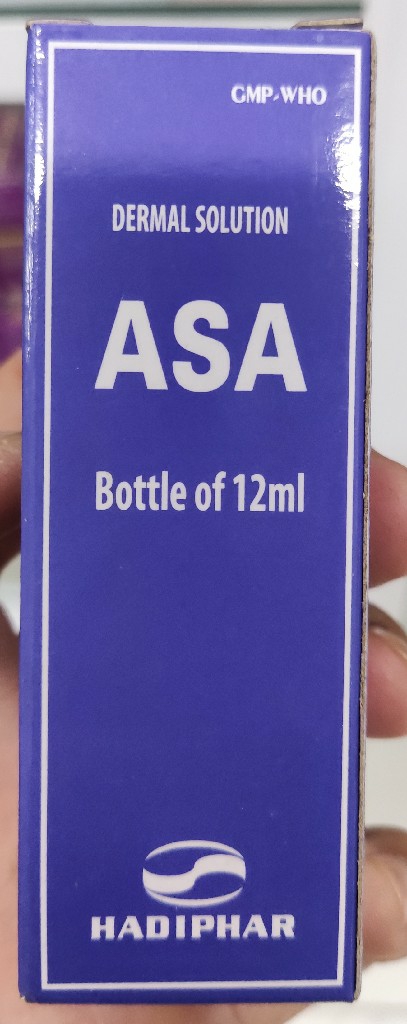 GMP-WHO
DERMAL SOLUTION
ASA
Bottle of 12ml
HADIPHAR